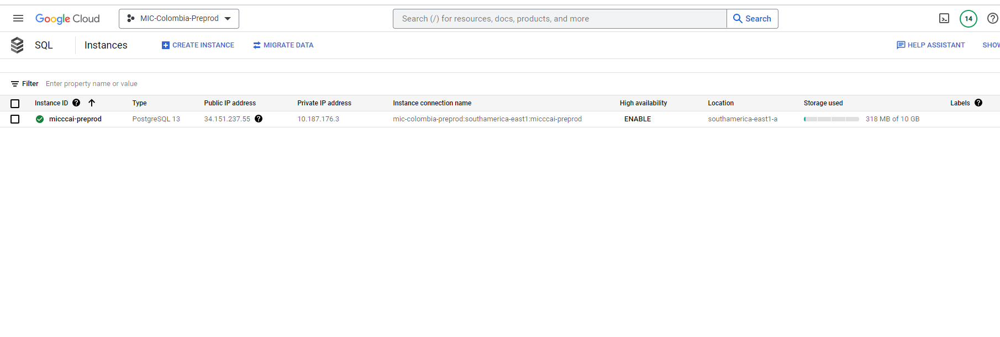 Google Cloud MIC-Colombia-Preprod Search (/) for resources, docs, products, and more Search 14
SQL Instances CREATE INSTANCE MIGRATE DATA HELP ASSISTANT SHOW
Filter Enter property name or value
Instance ID Type Public IP address Private IP address Instance connection name High availability Location Storage used Labels
micccai-preprod PostgreSQL 13 34.151.237.55 10.187.176.3 mic-colombia-preprod:southamerica-east1:micccai-preprod ENABLE southamerica-east1-a 318 MB of 10 GB